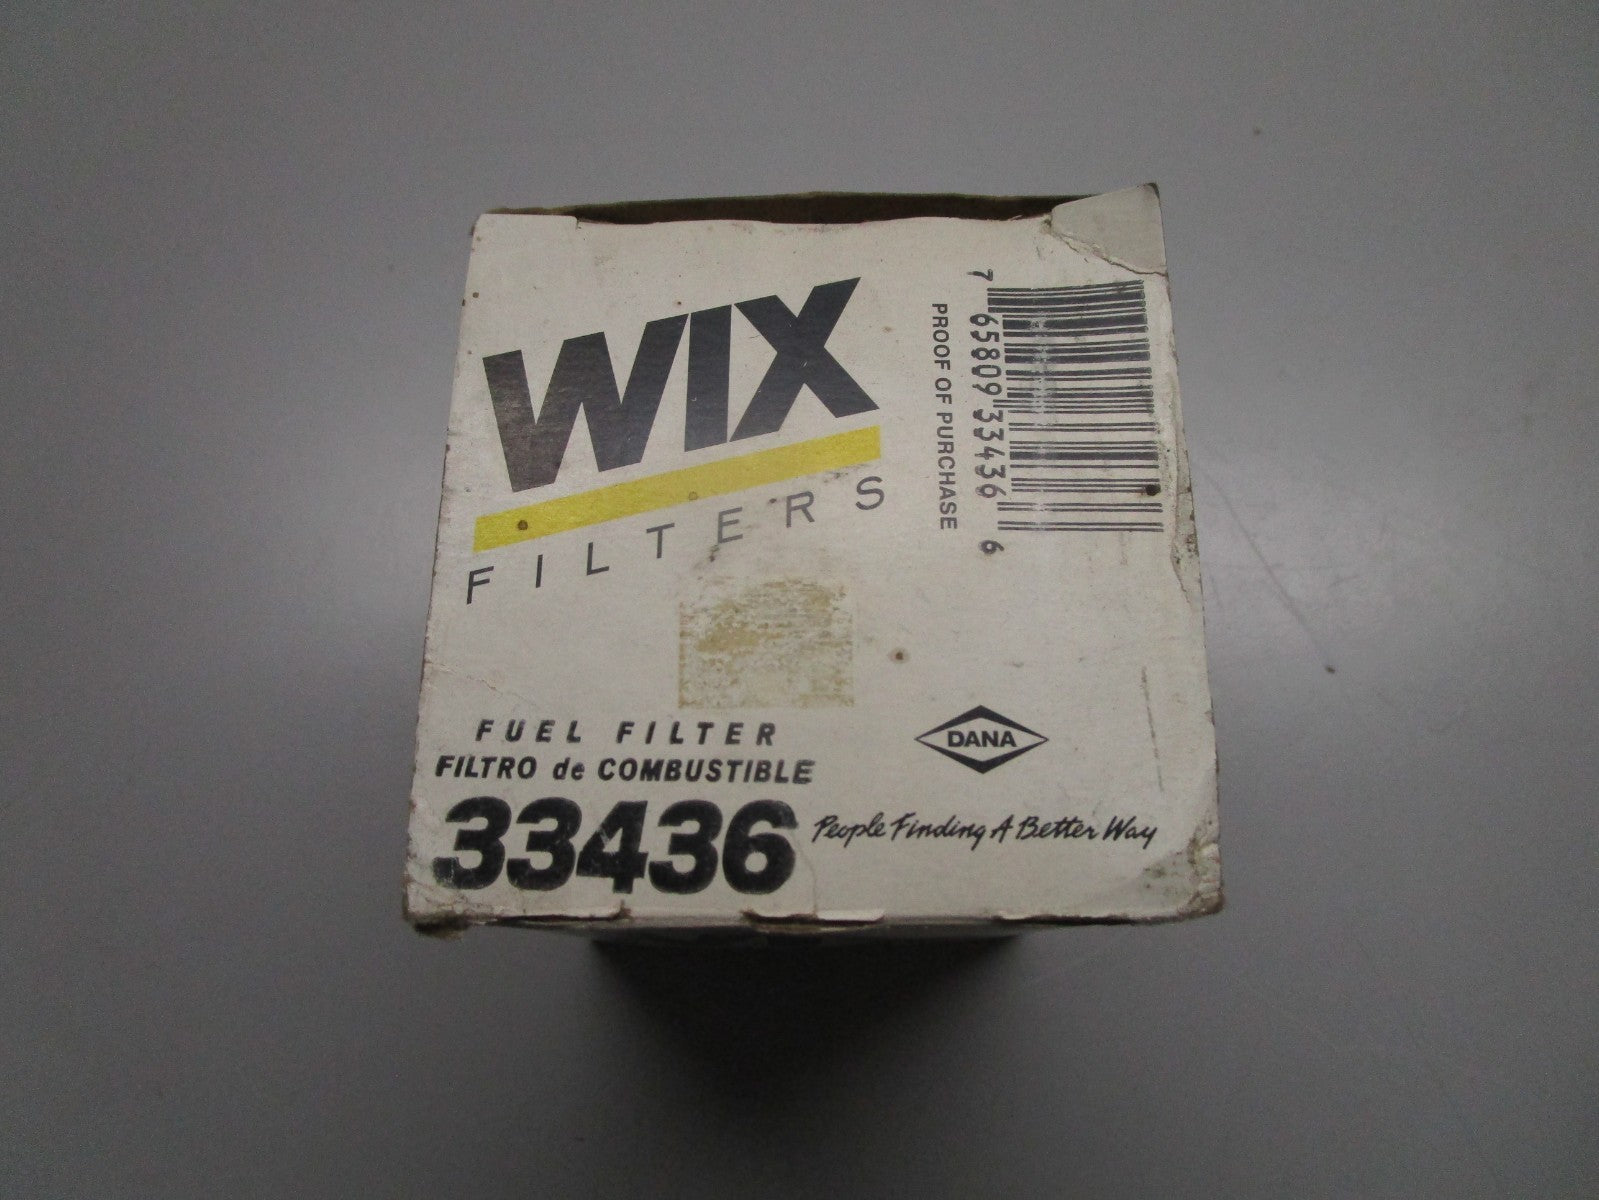 WIX
FILTERS
7 65809 33436 6
PROOF OF PURCHASE
FUEL FILTER
FILTRO de COMBUSTIBLE
33436
DANA
People Finding A Better Way